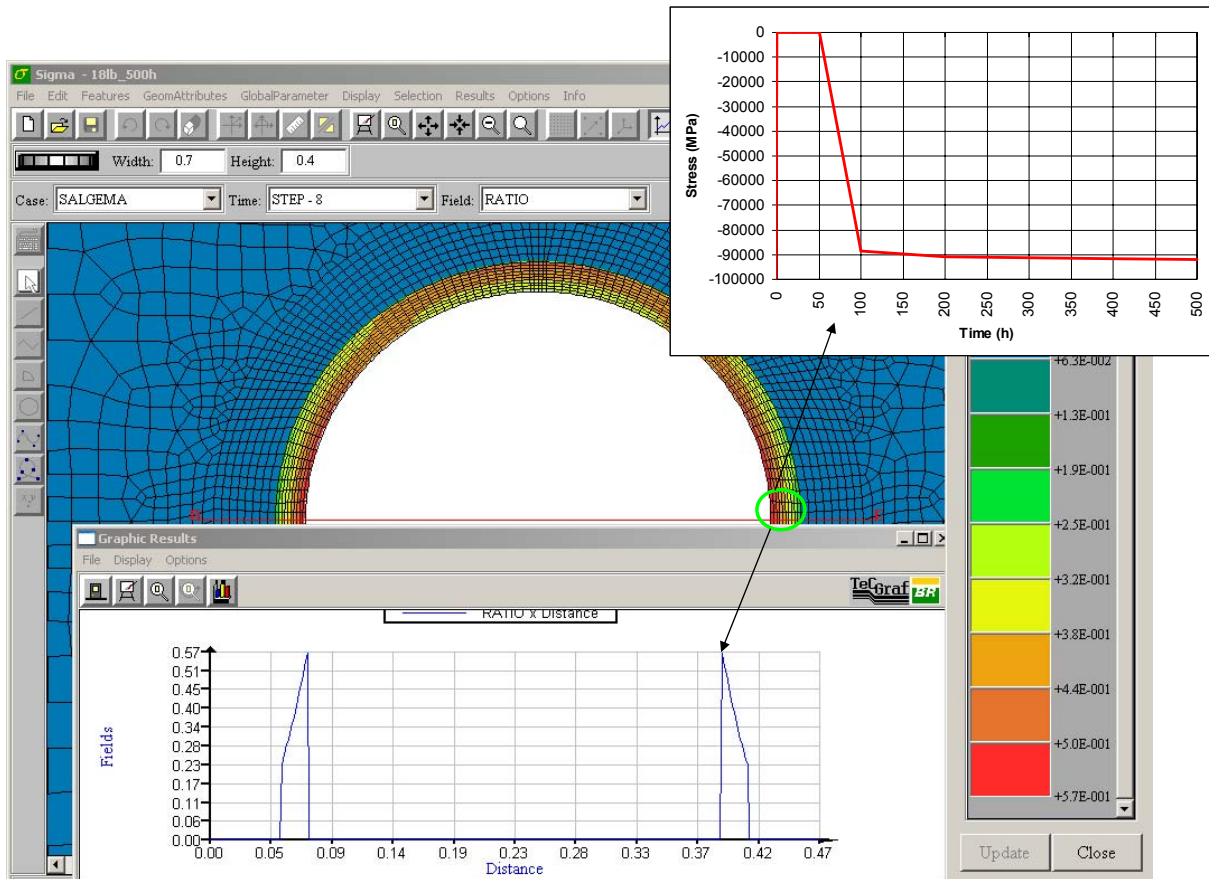 0
-10000
-20000
-30000
-40000
-50000
-60000
-70000
-80000
-90000
-100000
Stress (MPa)
0 50 100 150 200 250 300 350 400 450 500
Time (h)
Sigma - 18lb_500h
File Edit Features GeomAttributes GlobalParameter Display Selection Results Options Info
Width: 0.7 Height: 0.4
Case: SALGEMA Time: STEP - 8 Field: RATIO
+6.3E-002
+1.3E-001
+1.9E-001
+2.5E-001
+3.2E-001
+3.8E-001
+4.4E-001
+5.0E-001
+5.7E-001
Update Close
Graphic Results
File Display Options
TeCGraf BR
RATIO x Distance
0.57
0.51
0.45
0.40
0.34
0.28
0.23
0.17
0.11
0.06
0.00
Fields
0.00 0.05 0.09 0.14 0.19 0.23 0.28 0.33 0.37 0.42 0.47
Distance